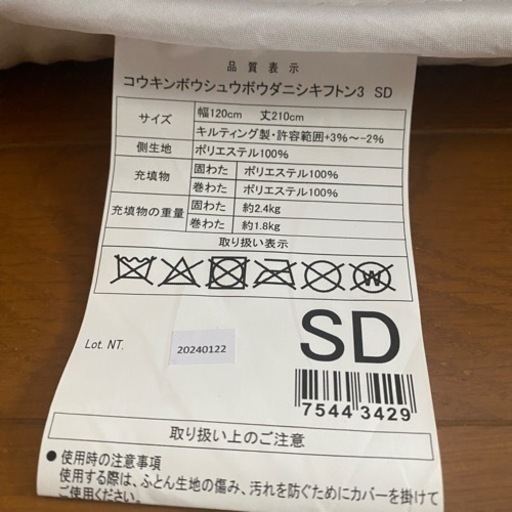 品質表示
コウキンボウシュウボウダニシキフトン3 SD
サイズ 幅120cm 丈210cm
キルティング製・許容範囲+3%~-2%
側生地 ポリエステル100%
充填物 固わた ポリエステル100%
巻わた ポリエステル100%
充填物の重量 固わた 約2.4kg
巻わた 約1.8kg
取り扱い表示
W
Lot. NT. 20240122
SD
7544 3429
取り扱い上のご注意
● 使用時の注意事項
使用する際は、ふとん生地の傷み、汚れを防ぐためにカバーを掛けて
ご使用ください。